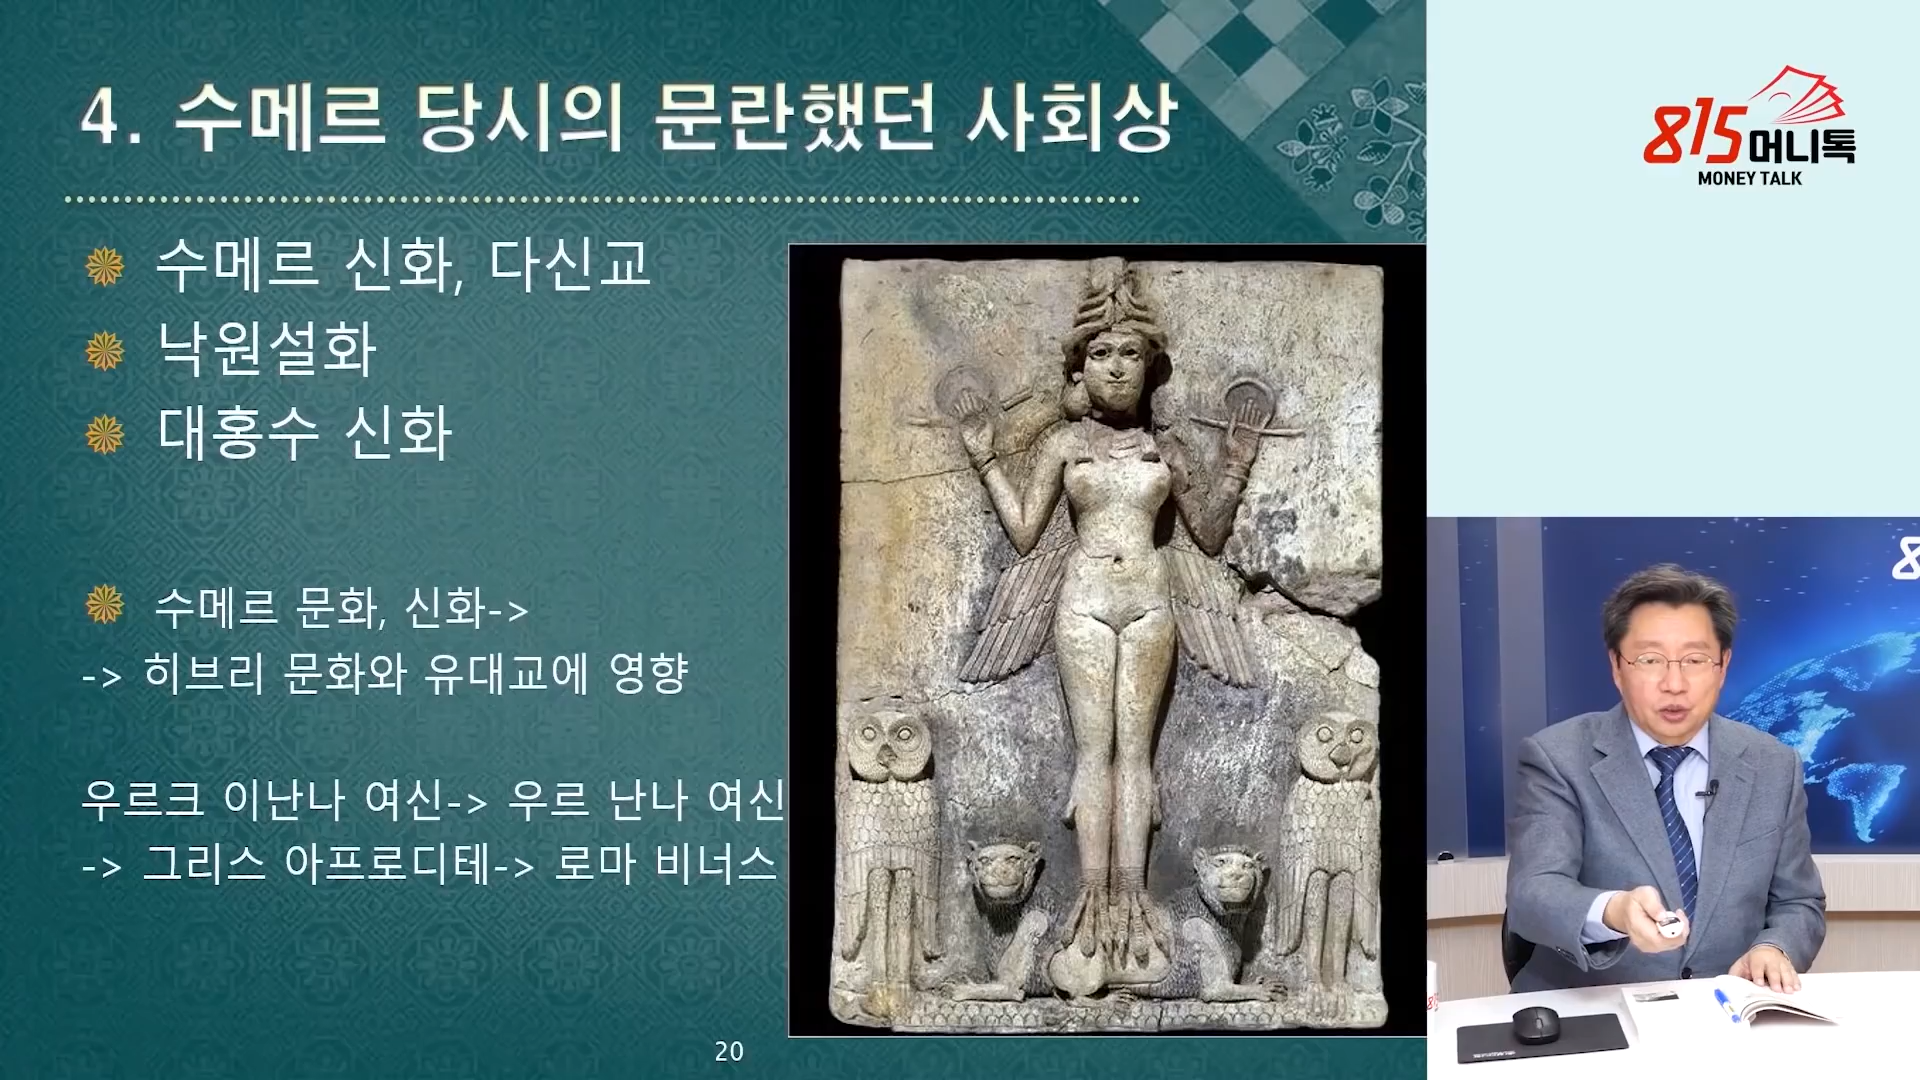 4. 수메르 당시의 문란했던 사회상
수메르 신화, 다신교
낙원설화
대홍수 신화
수메르 문화, 신화->
-> 히브리 문화와 유대교에 영향
우르크 이난나 여신-> 우르 난나 여신
-> 그리스 아프로디테-> 로마 비너스
20
815머니톡
MONEY TALK
8